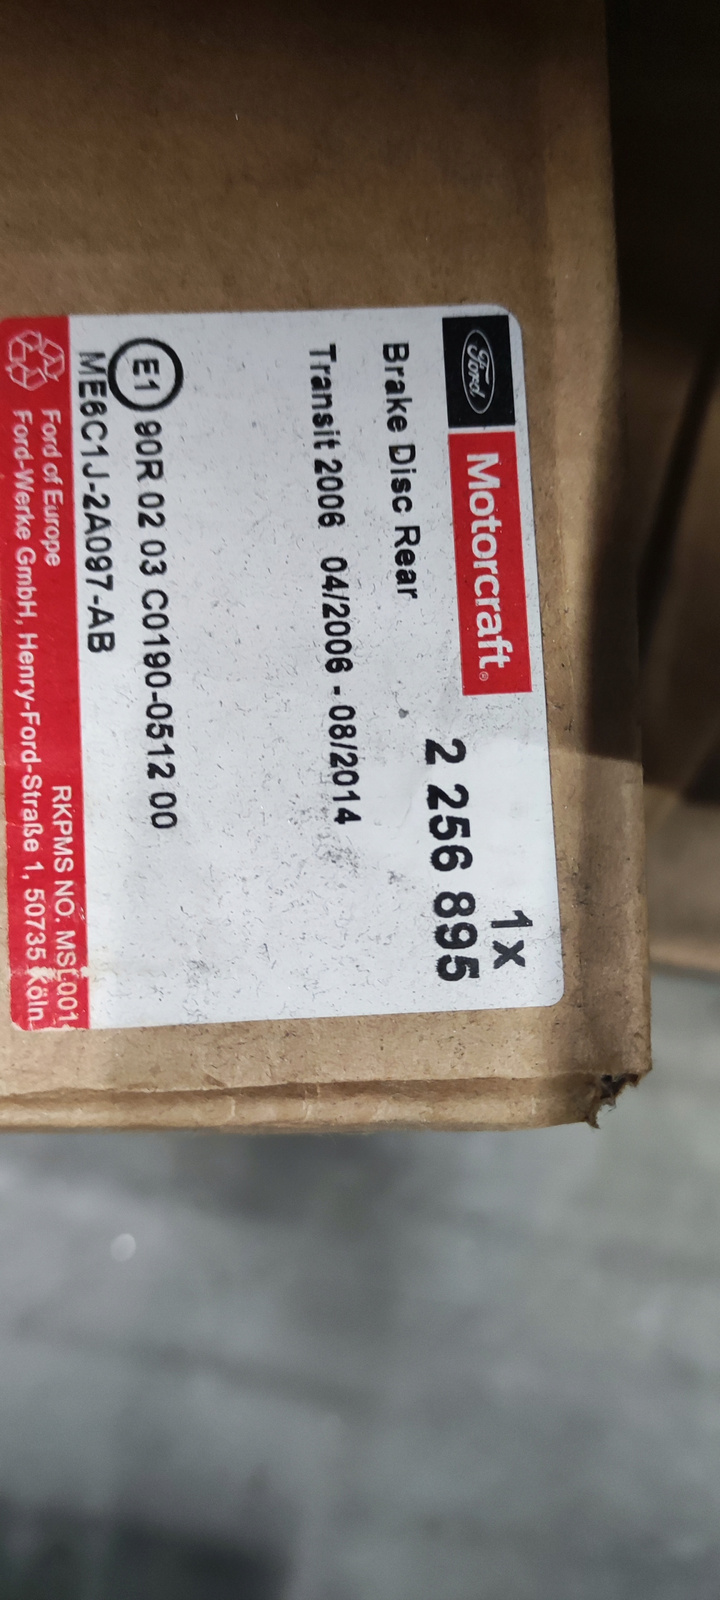 Ford
Motorcraft®
1x
2 256 895
Brake Disc Rear
Transit 2006 04/2006 - 08/2014
E1 90R 02 03 C0190-0512 00
ME6C1J-2A097-AB
RKPMS NO. MSL001
Ford of Europe
Ford-Werke GmbH, Henry-Ford-Straße 1, 50735 Köln